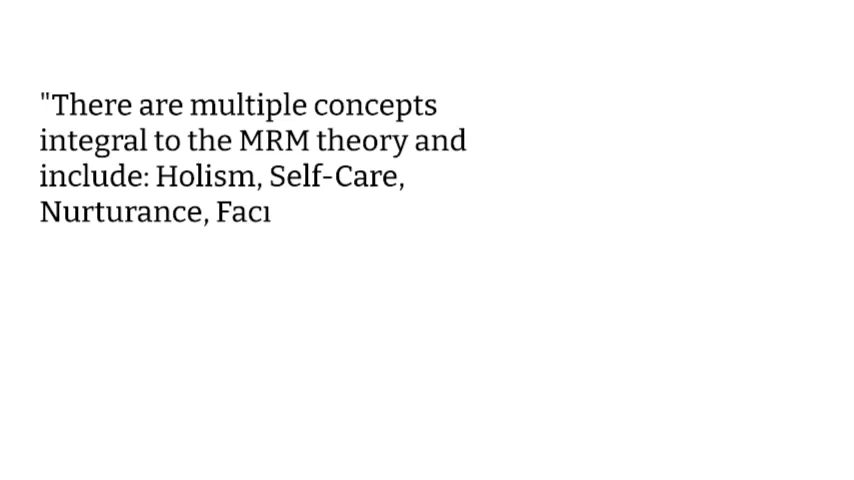 "There are multiple concepts
integral to the MRM theory and
include: Holism, Self-Care,
Nurturance, Facı